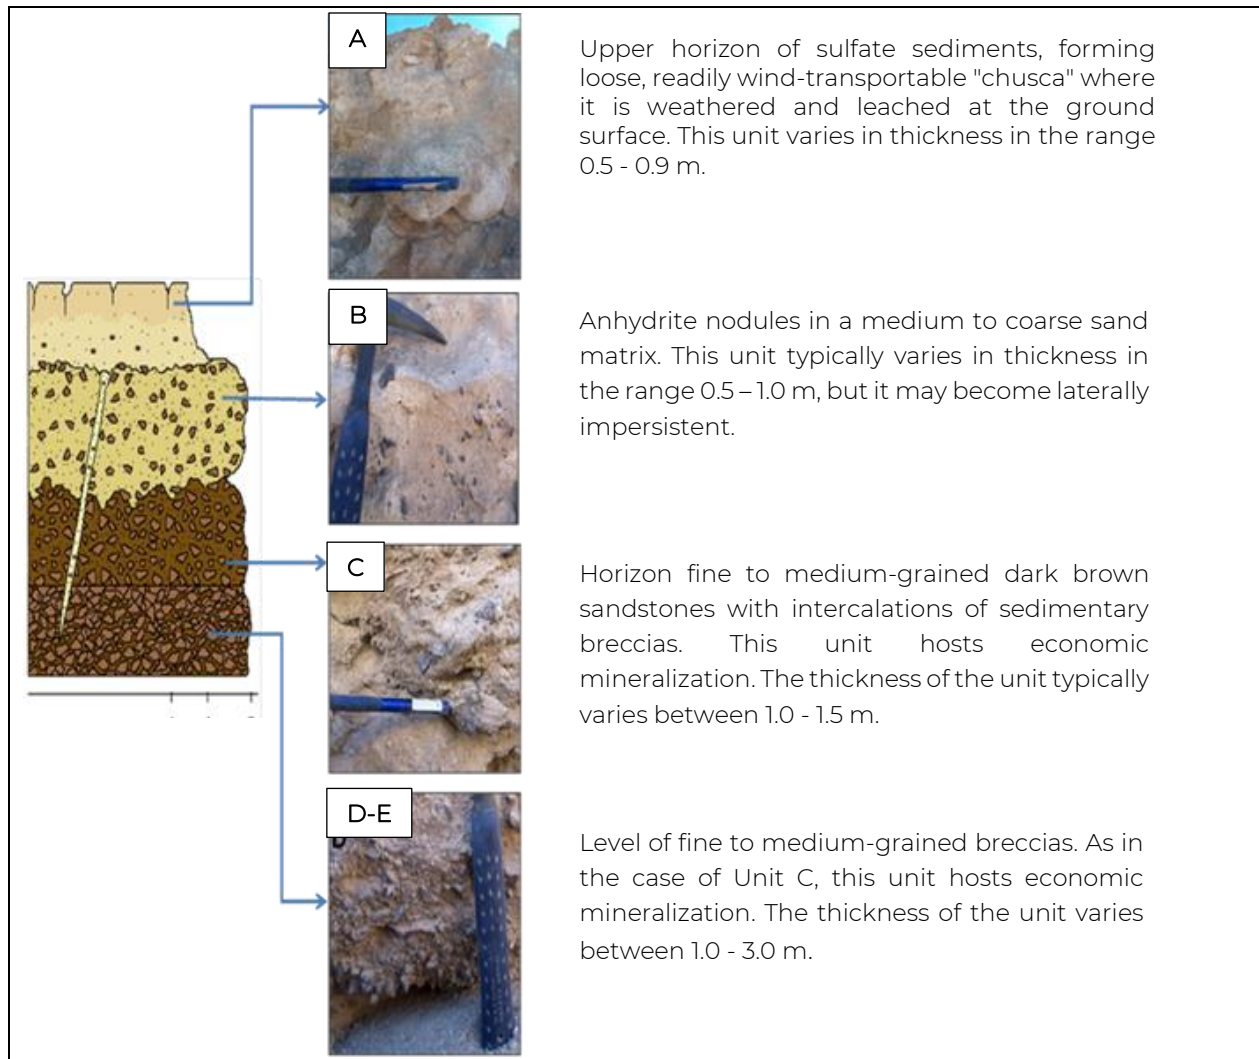 A
Upper horizon of sulfate sediments, forming
loose, readily wind-transportable "chusca" where
it is weathered and leached at the ground
surface. This unit varies in thickness in the range
0.5 - 0.9 m.
B
Anhydrite nodules in a medium to coarse sand
matrix. This unit typically varies in thickness in
the range 0.5 – 1.0 m, but it may become laterally
impersistent.
C
Horizon fine to medium-grained dark brown
sandstones with intercalations of sedimentary
breccias. This unit hosts economic
mineralization. The thickness of the unit typically
varies between 1.0 - 1.5 m.
D-E
Level of fine to medium-grained breccias. As in
the case of Unit C, this unit hosts economic
mineralization. The thickness of the unit varies
between 1.0 - 3.0 m.